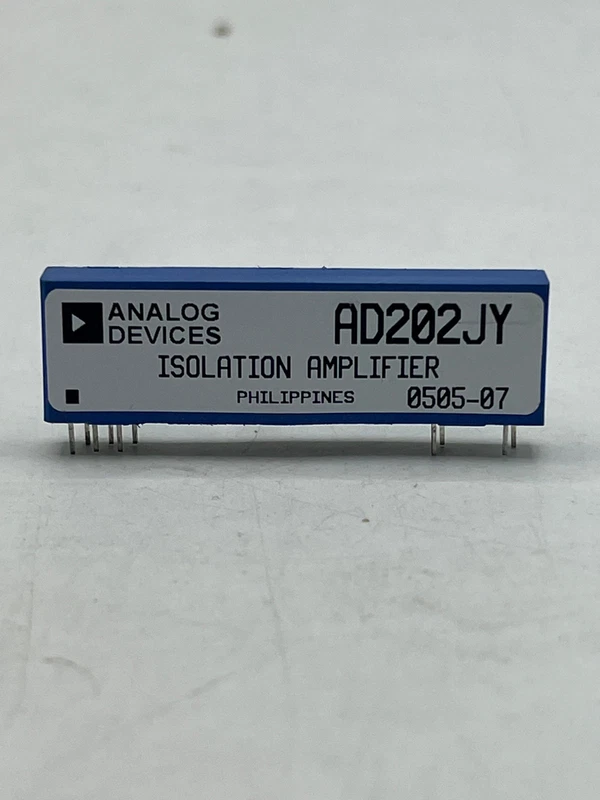 ANALOG
DEVICES
AD202JY
ISOLATION AMPLIFIER
PHILIPPINES
0505-07